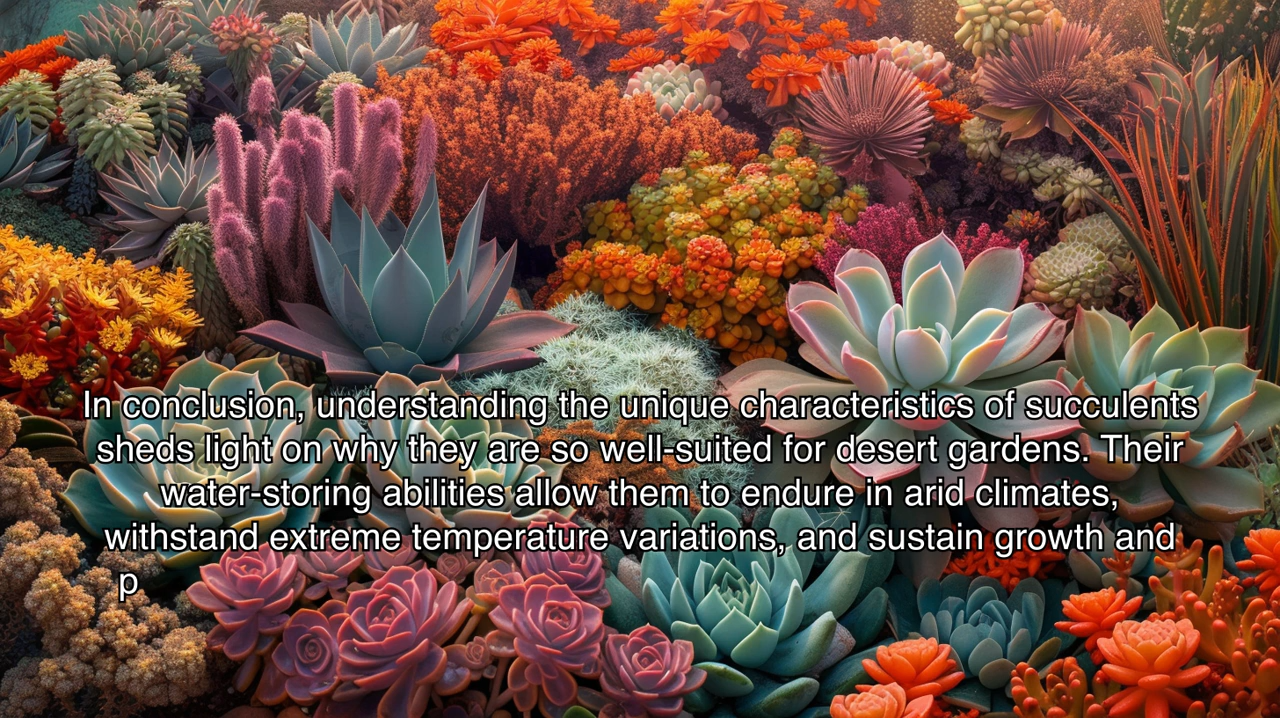 In conclusion, understanding the unique characteristics of succulents
sheds light on why they are so well-suited for desert gardens. Their
water-storing abilities allow them to endure in arid climates,
withstand extreme temperature variations, and sustain growth and
p